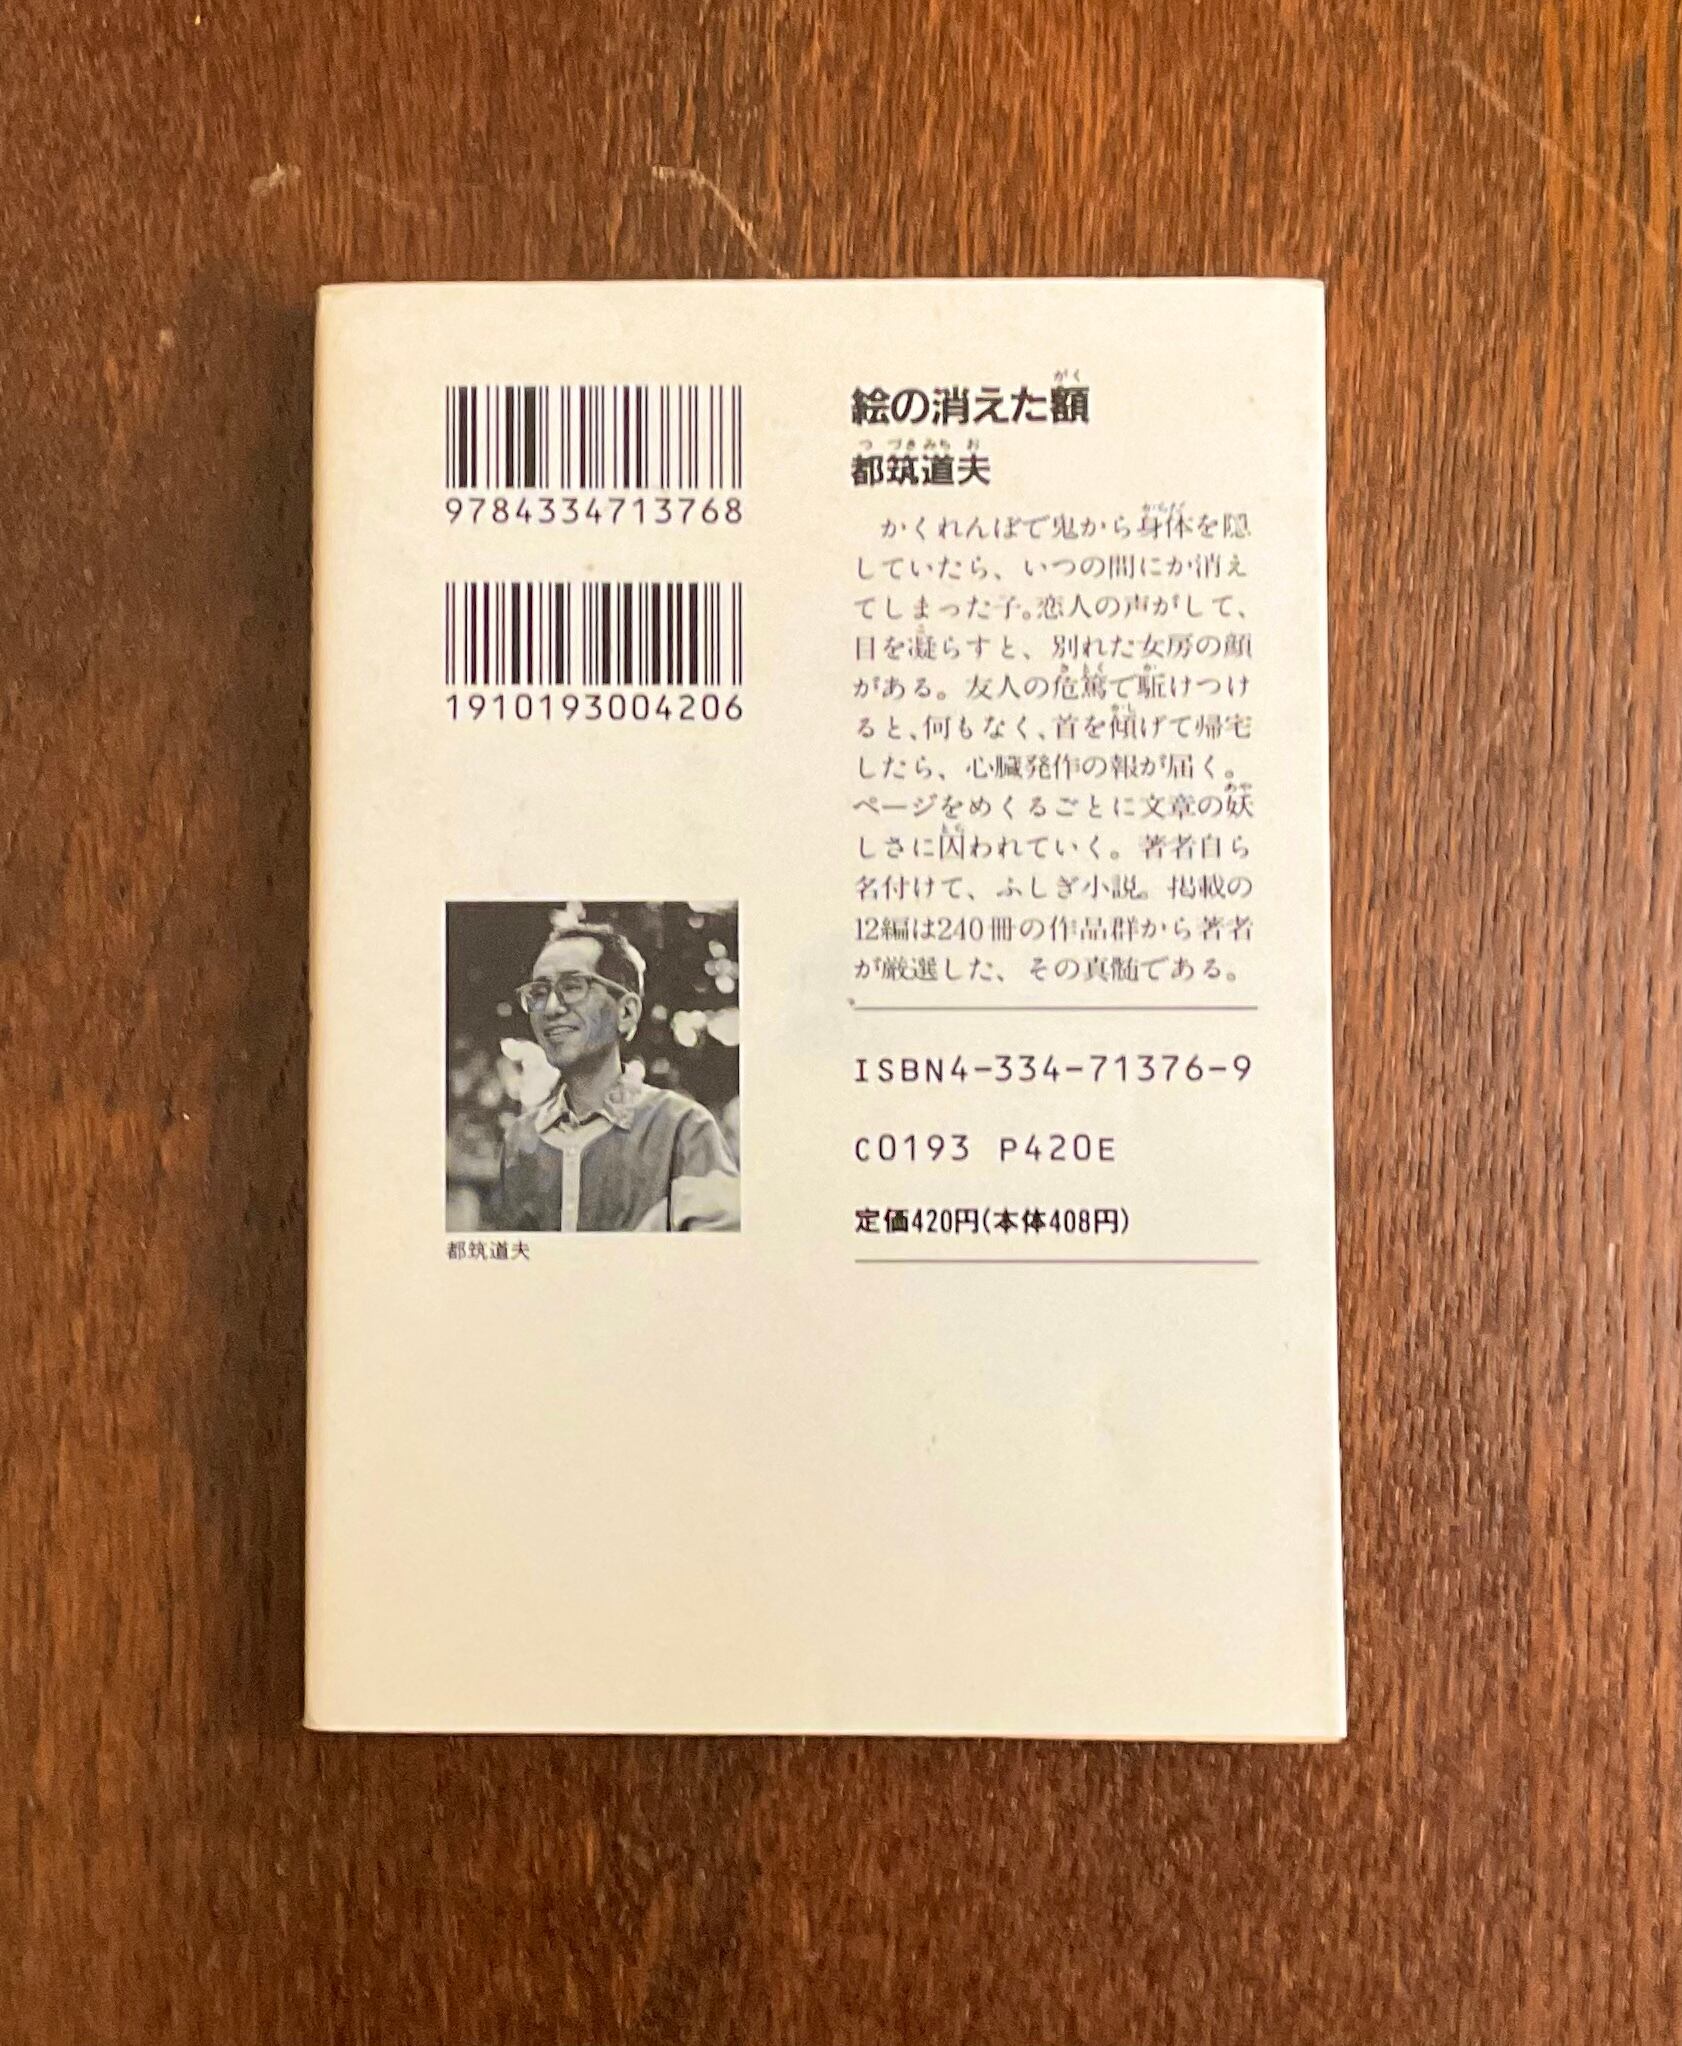 9784334713768
1910193004206
都筑道夫
絵の消えた額
がく
都筑道夫
つづきみちお
かくれんぼで鬼から身体を隠
していたら、いつの間にか消え
てしまった子。恋人の声がして、
目を凝らすと、別れた女房の顔
がある。友人の危篤で駈けつけ
ると、何もなく、首を傾げて帰宅
したら、心臓発作の報が届く。
ページをめくるごとに文章の妖
しさに囚われていく。著者自ら
名付けて、ふしぎ小説。掲載の
12編は240冊の作品群から著者
が厳選した、その真髄である。
ISBN4-334-71376-9
C0193 P420E
定価420円(本体408円)